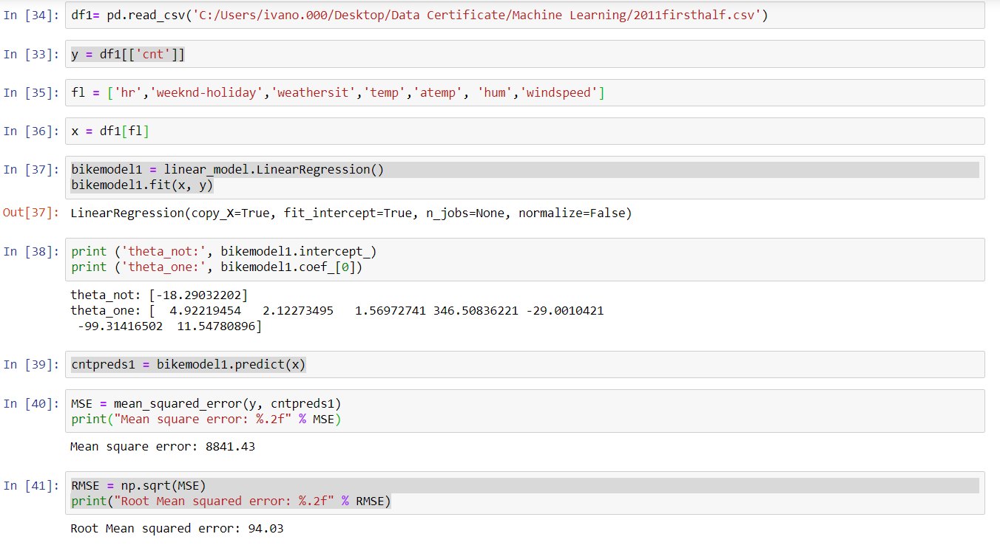 In [34]: df1= pd.read_csv('C:/Users/ivano.000/Desktop/Data Certificate/Machine Learning/2011firsthalf.csv')
In [33]: y = df1[['cnt']]
In [35]: fl = ['hr','weeknd-holiday','weathersit','temp','atemp', 'hum','windspeed']
In [36]: x = df1[fl]
In [37]: bikemodel1 = linear_model.LinearRegression()
bikemodel1.fit(x, y)
Out[37]: LinearRegression(copy_X=True, fit_intercept=True, n_jobs=None, normalize=False)
In [38]: print ('theta_not:', bikemodel1.intercept_)
print ('theta_one:', bikemodel1.coef_[0])
theta_not: [-18.29032202]
theta_one: [  4.92219454   2.12273495   1.56972741 346.50836221 -29.0010421
 -99.31416502  11.54780896]
In [39]: cntpreds1 = bikemodel1.predict(x)
In [40]: MSE = mean_squared_error(y, cntpreds1)
print("Mean square error: %.2f" % MSE)
Mean square error: 8841.43
In [41]: RMSE = np.sqrt(MSE)
print("Root Mean squared error: %.2f" % RMSE)
Root Mean squared error: 94.03